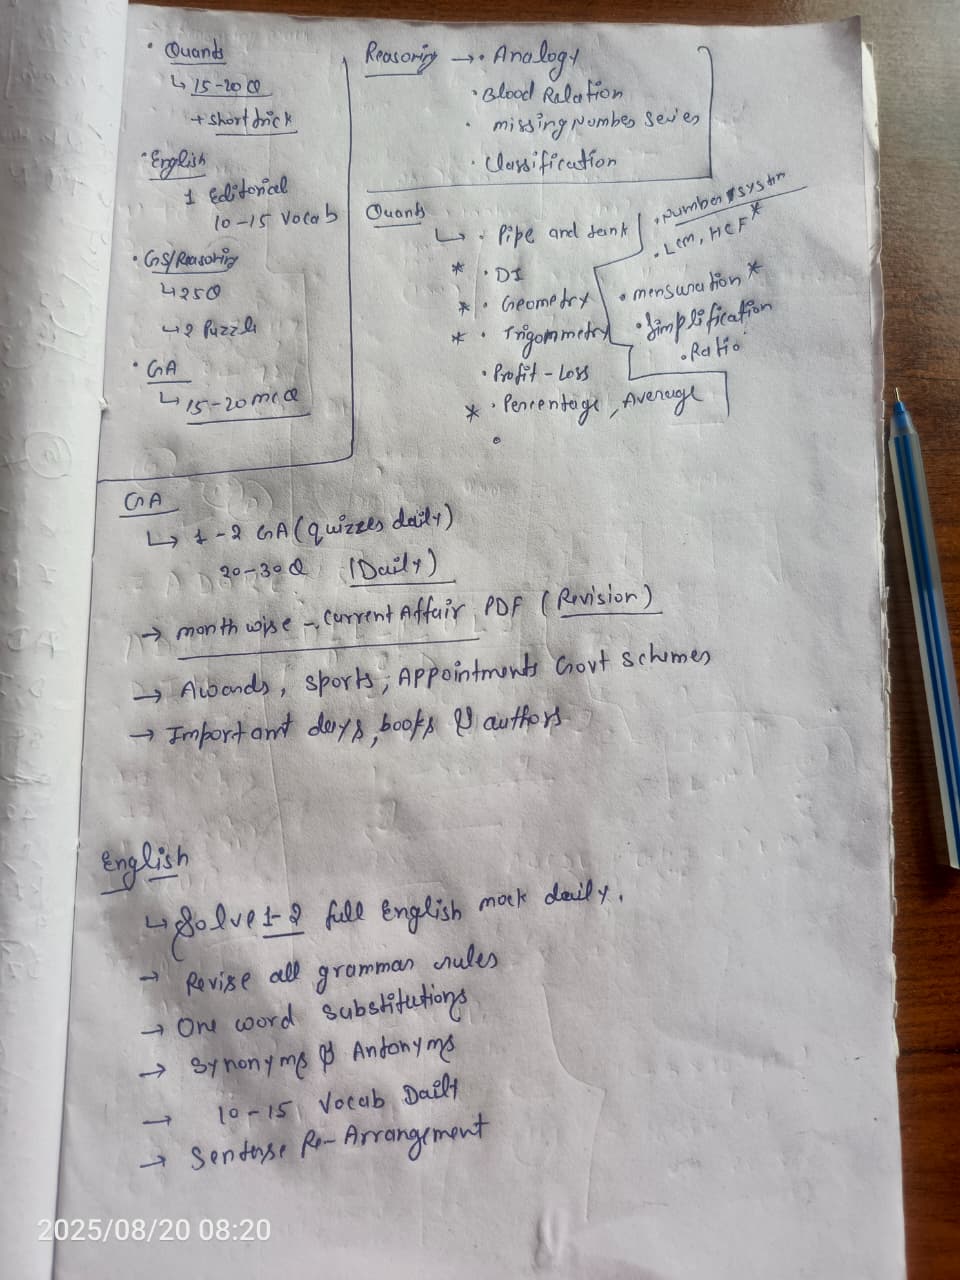 • Quants
↳ 15-20 Q
+ Short trick
• English
1 Editorial
10-15 Vocab
• GS/Reasoning
↳ 25Q
↳ 2 Puzzle
• GA
↳ 15-20 mcQ
Reasoning → • Analogy
• Blood Relation
• missing Number Series
• Classification
Quants
↳ • Pipe and tank
* • DI
* • Geometry
* • Trigommetry
• Profit - Loss
* • Percentage, Average
•
• Number system
• Lcm, HCF *
• mensuration *
• Simplification
• Ratio
GA
↳ 1-2 GA (quizzes daily)
20-30Q (Daily)
→ month wise - Current Affair PDF (Revision)
→ Awards, sports, Appointments Govt schemes
→ Important days, books & authors
English
↳ Solve 1-2 full English mock daily.
→ Revise all grammar rules
→ One word substitutions
→ Synonyms & Antonyms
→ 10-15 Vocab Daily
→ Sentense Re-Arrangement
2025/08/20 08:20